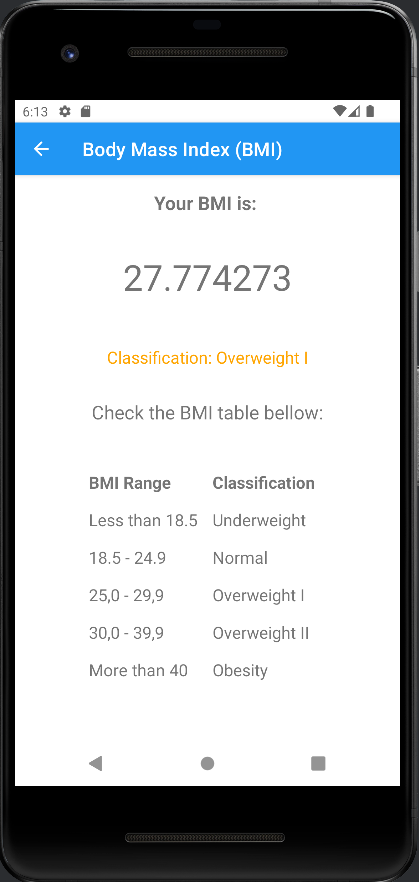 6:13
Body Mass Index (BMI)
Your BMI is:
27.774273
Classification: Overweight I
Check the BMI table bellow:
BMI Range Classification
Less than 18.5 Underweight
18.5 - 24.9 Normal
25,0 - 29,9 Overweight I
30,0 - 39,9 Overweight II
More than 40 Obesity